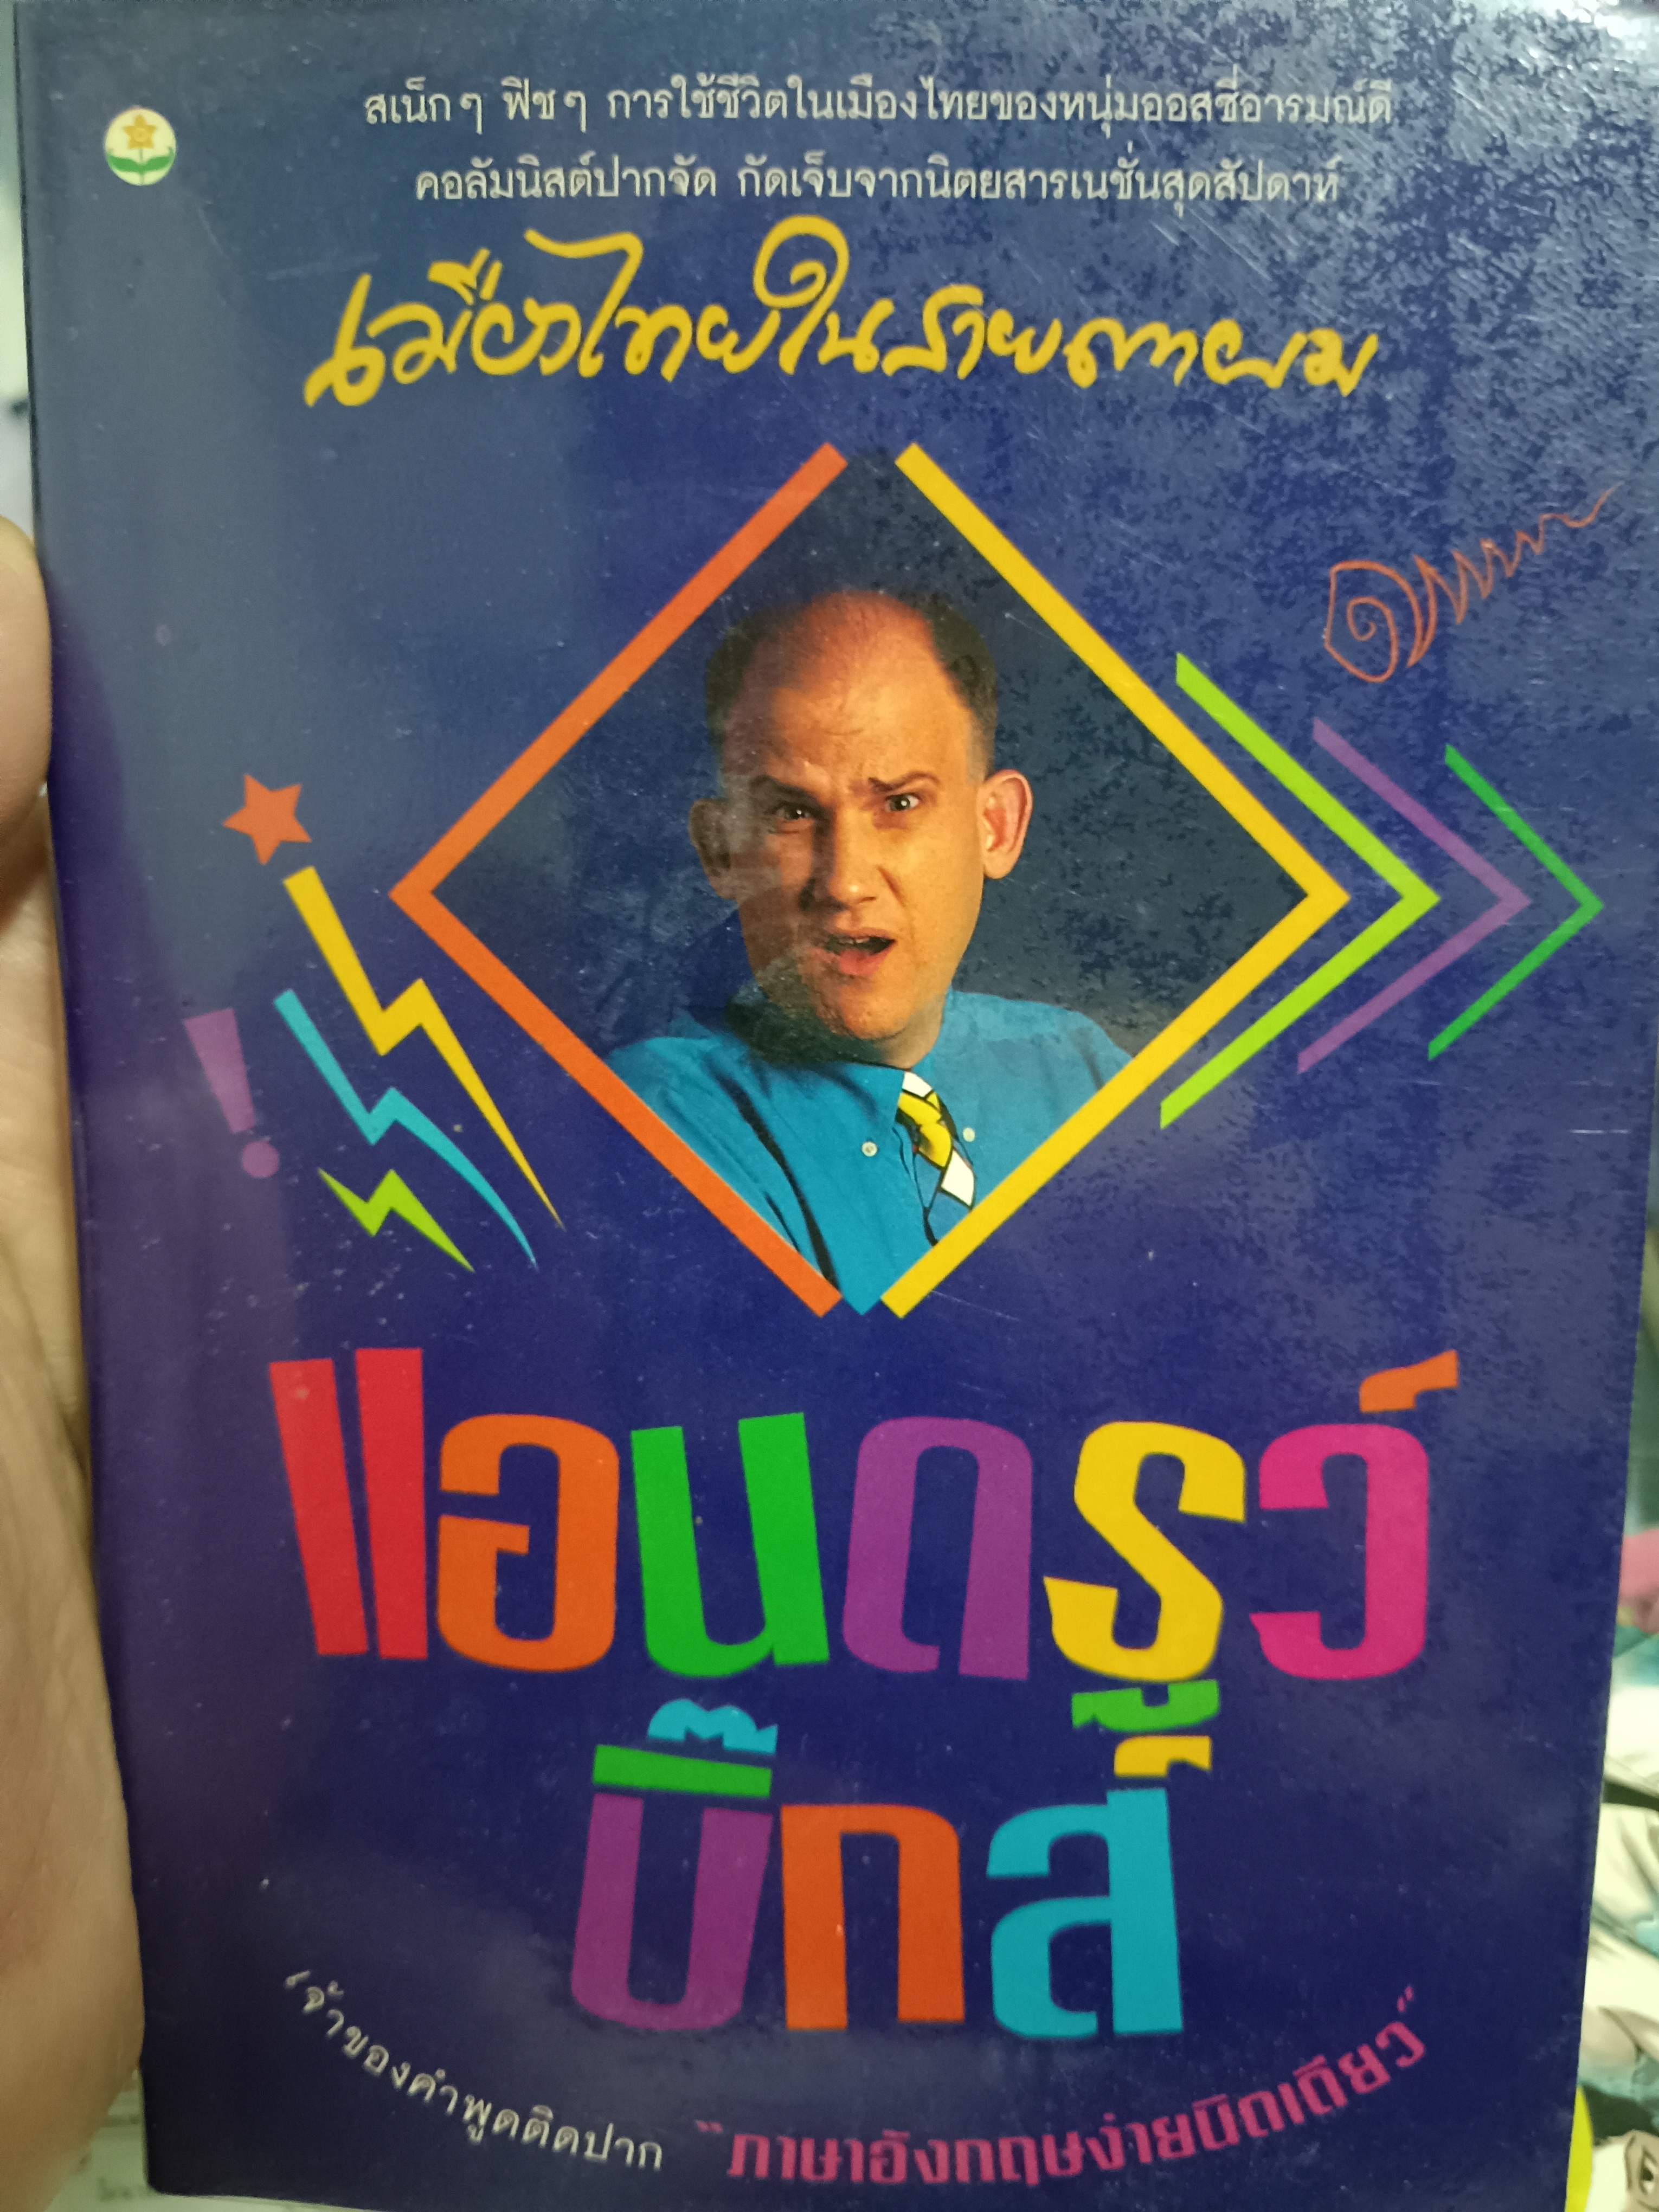 สเน็ก ๆ ฟิช ๆ การใช้ชีวิตในเมืองไทยของหนุ่มออสซี่อารมณ์ดี
คอลัมนิสต์ปากจัด กัดเจ็บจากนิตยสารเนชั่นสุดสัปดาห์
เมืองไทยในสายตาผม
แอนดรูว์
บิ๊กส์
เจ้าของคำพูดติดปาก "ภาษาอังกฤษง่ายนิดเดียว"